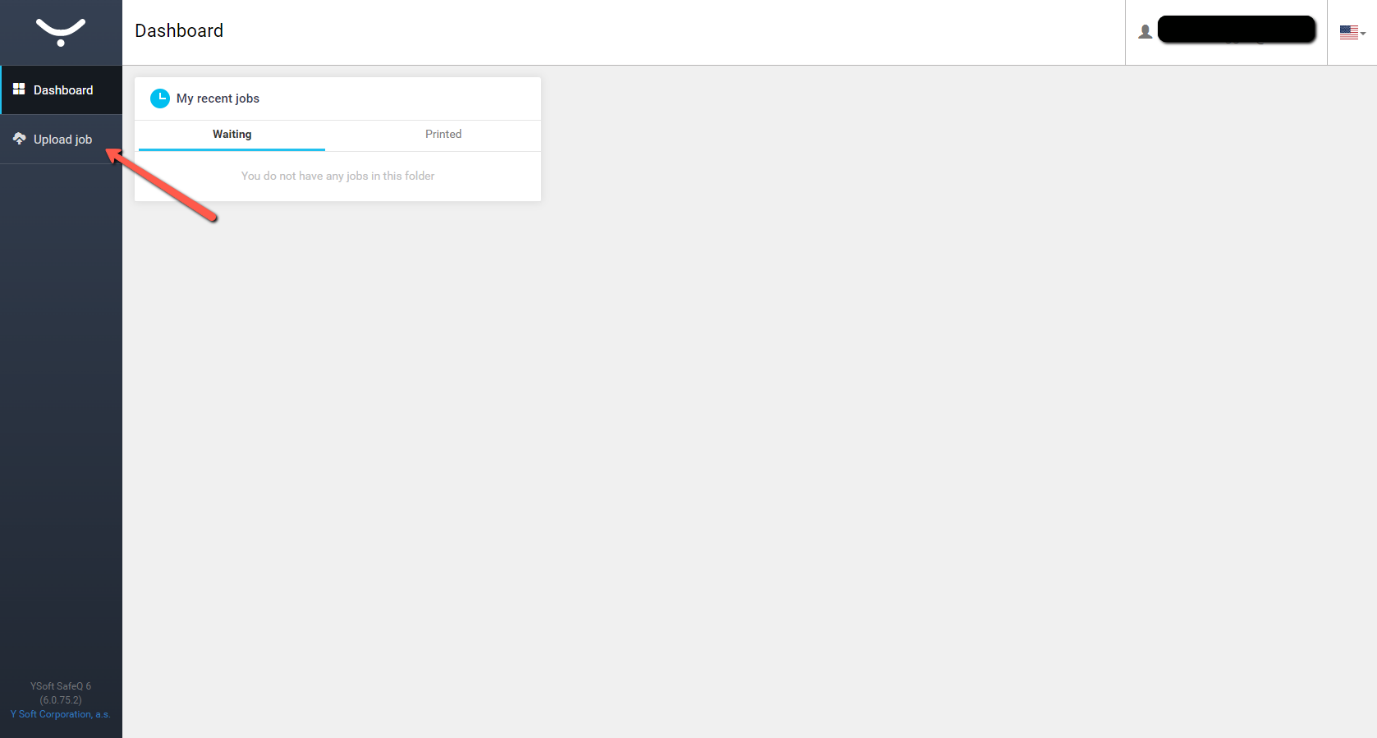 Dashboard
Dashboard
Upload job
My recent jobs
Waiting
Printed
You do not have any jobs in this folder
YSoft SafeQ 6
(6.0.75.2)
Y Soft Corporation, a.s.